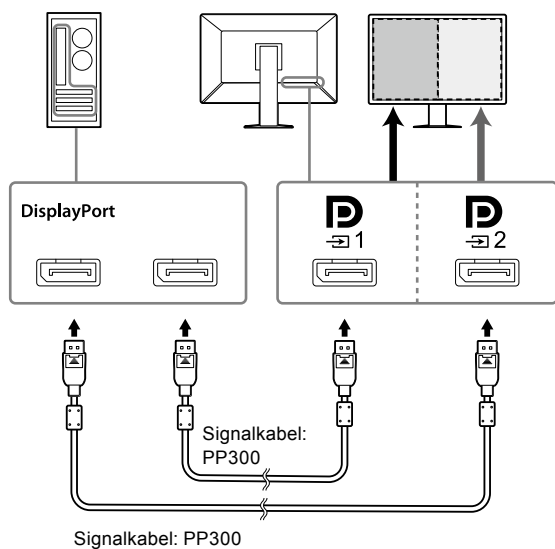 DisplayPort
1
2
Signalkabel:
PP300
Signalkabel: PP300